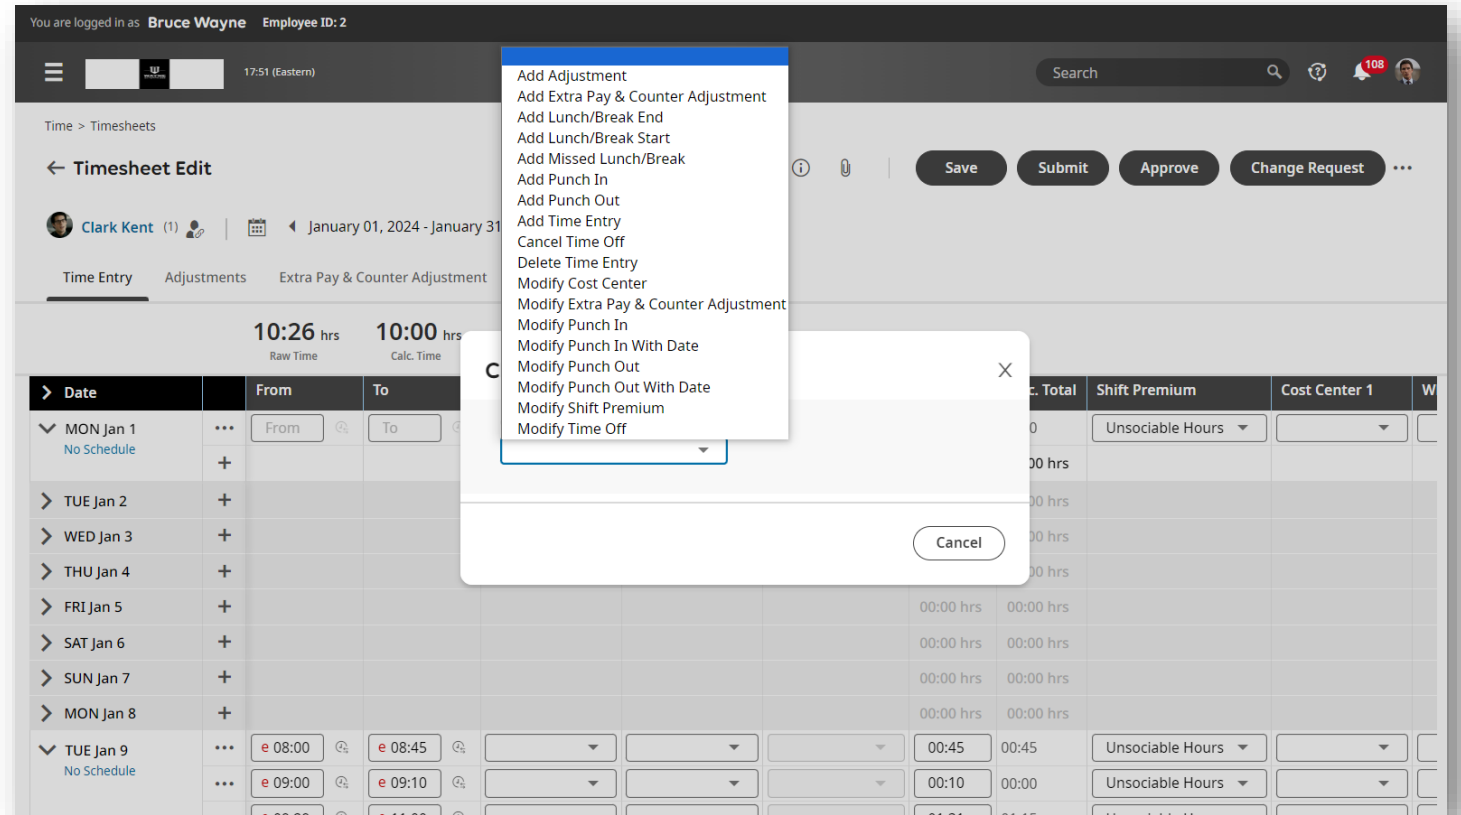 You are logged in as Bruce Wayne Employee ID: 2
17:51 (Eastern)
Search
108
Time > Timesheets
Timesheet Edit
Save
Submit
Approve
Change Request
Clark Kent (1)
January 01, 2024 - January 31
Time Entry
Adjustments
Extra Pay & Counter Adjustment
10:26 hrs
Raw Time
10:00 hrs
Calc. Time
Add Adjustment
Add Extra Pay & Counter Adjustment
Add Lunch/Break End
Add Lunch/Break Start
Add Missed Lunch/Break
Add Punch In
Add Punch Out
Add Time Entry
Cancel Time Off
Delete Time Entry
Modify Cost Center
Modify Extra Pay & Counter Adjustment
Modify Punch In
Modify Punch In With Date
Modify Punch Out
Modify Punch Out With Date
Modify Shift Premium
Modify Time Off
C
X
Cancel
Date From To c. Total Shift Premium Cost Center 1 W
MON Jan 1 From To 0 Unsociable Hours
No Schedule
00 hrs
TUE Jan 2 00 hrs
WED Jan 3 00 hrs
THU Jan 4 00 hrs
FRI Jan 5 00:00 hrs 00:00 hrs
SAT Jan 6 00:00 hrs 00:00 hrs
SUN Jan 7 00:00 hrs 00:00 hrs
MON Jan 8 00:00 hrs 00:00 hrs
TUE Jan 9 e 08:00 e 08:45 00:45 00:45 Unsociable Hours
No Schedule
e 09:00 e 09:10 00:10 00:00 Unsociable Hours